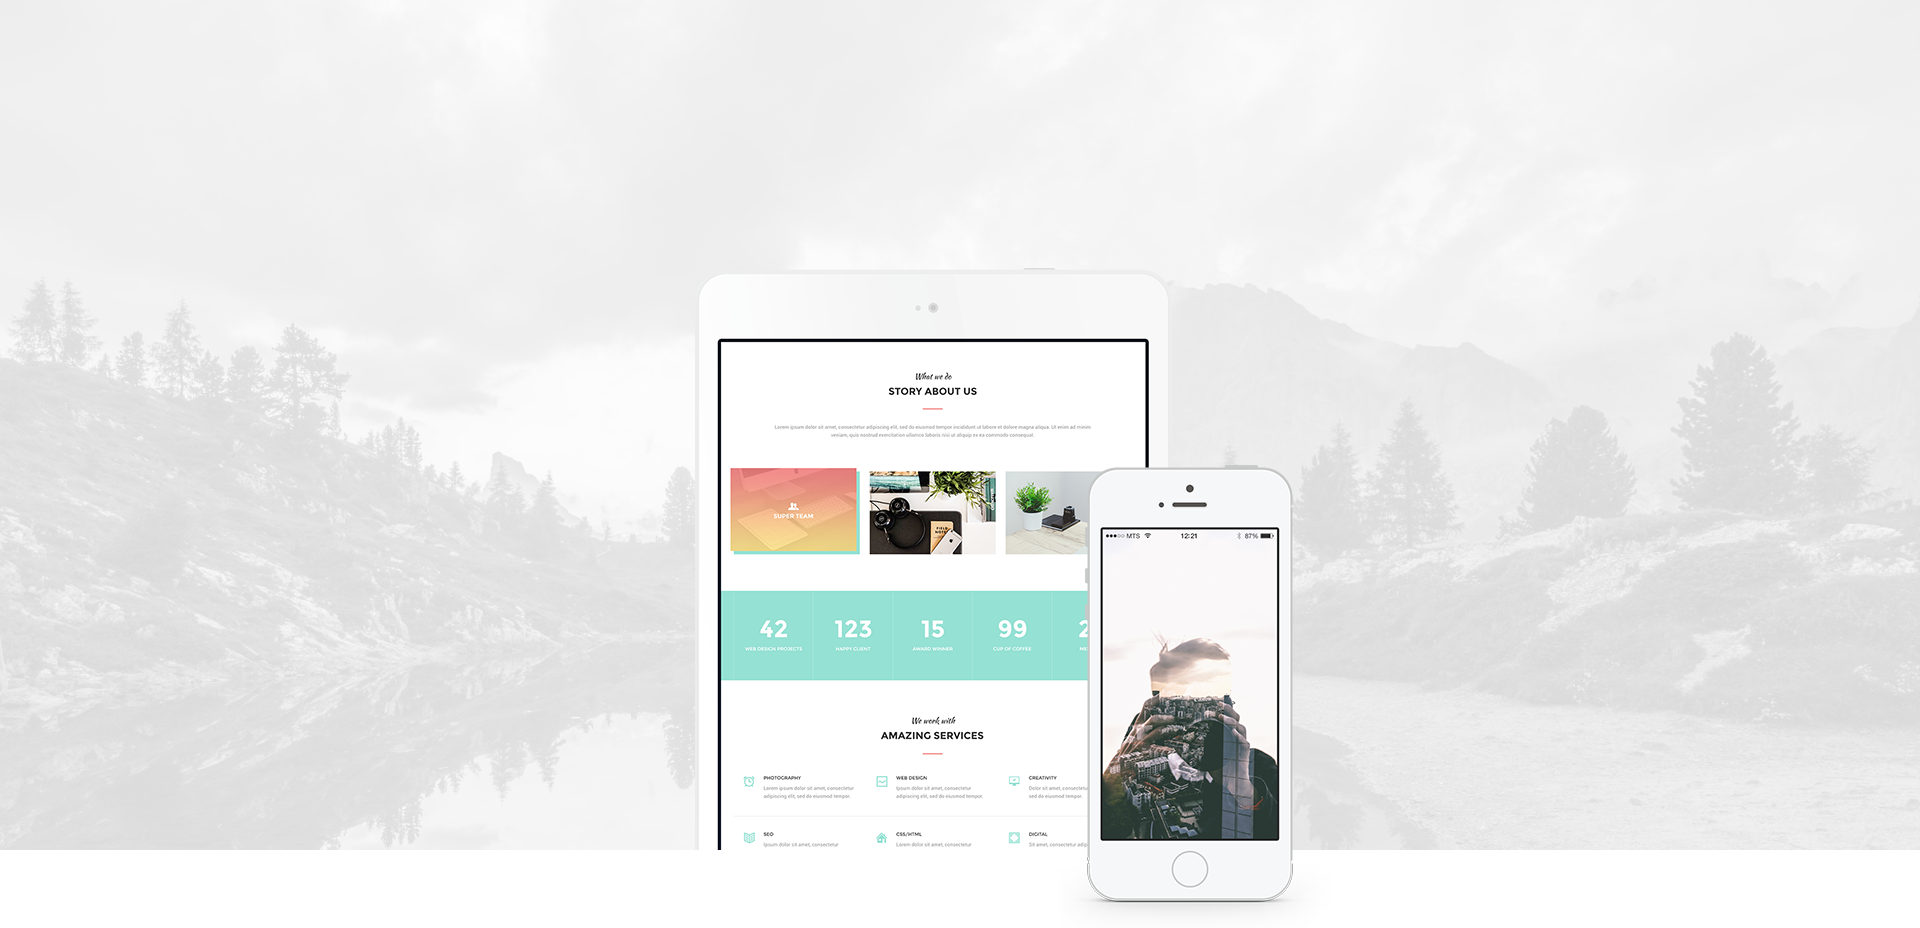 What we do
STORY ABOUT US
Lorem ipsum dolor sit amet, consectetur adipiscing elit, sed do eiusmod tempor incididunt ut labore et dolore magna aliqua. Ut enim ad minim
veniam, quis nostrud exercitation ullamco laboris nisi ut aliquip ex ea commodo consequat.
SUPER TEAM
FIELD
42
123
15
99
2
WEB DESIGN PROJECTS
HAPPY CLIENT
AWARD WINNER
CUP OF COFFEE
ME
We work with
AMAZING SERVICES
PHOTOGRAPHY
Lorem ipsum dolor sit amet, consectetur
adipiscing elit, sed do eiusmod tempor.
WEB DESIGN
Ipsum dolor sit amet, consectetur
adipiscing elit, sed do eiusmod tempor.
CREATIVITY
Dolor sit amet, consectetu
sed do eiusmod tempor.
SEO
Ipsum dolor sit amet, consectetur
CSS/HTML
Lorem dolor sit amet, consectetur
DIGITAL
Sit amet, consectetur adip
MTS
12:21
87%